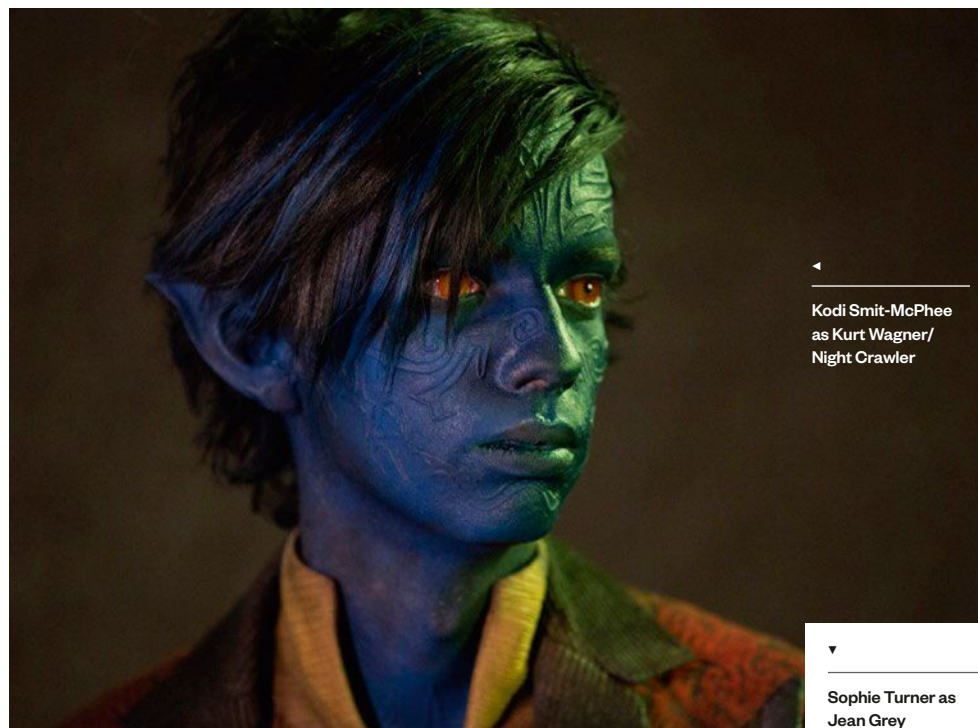 Kodi Smit-McPhee
as Kurt Wagner/
Night Crawler
Sophie Turner as
Jean Grey